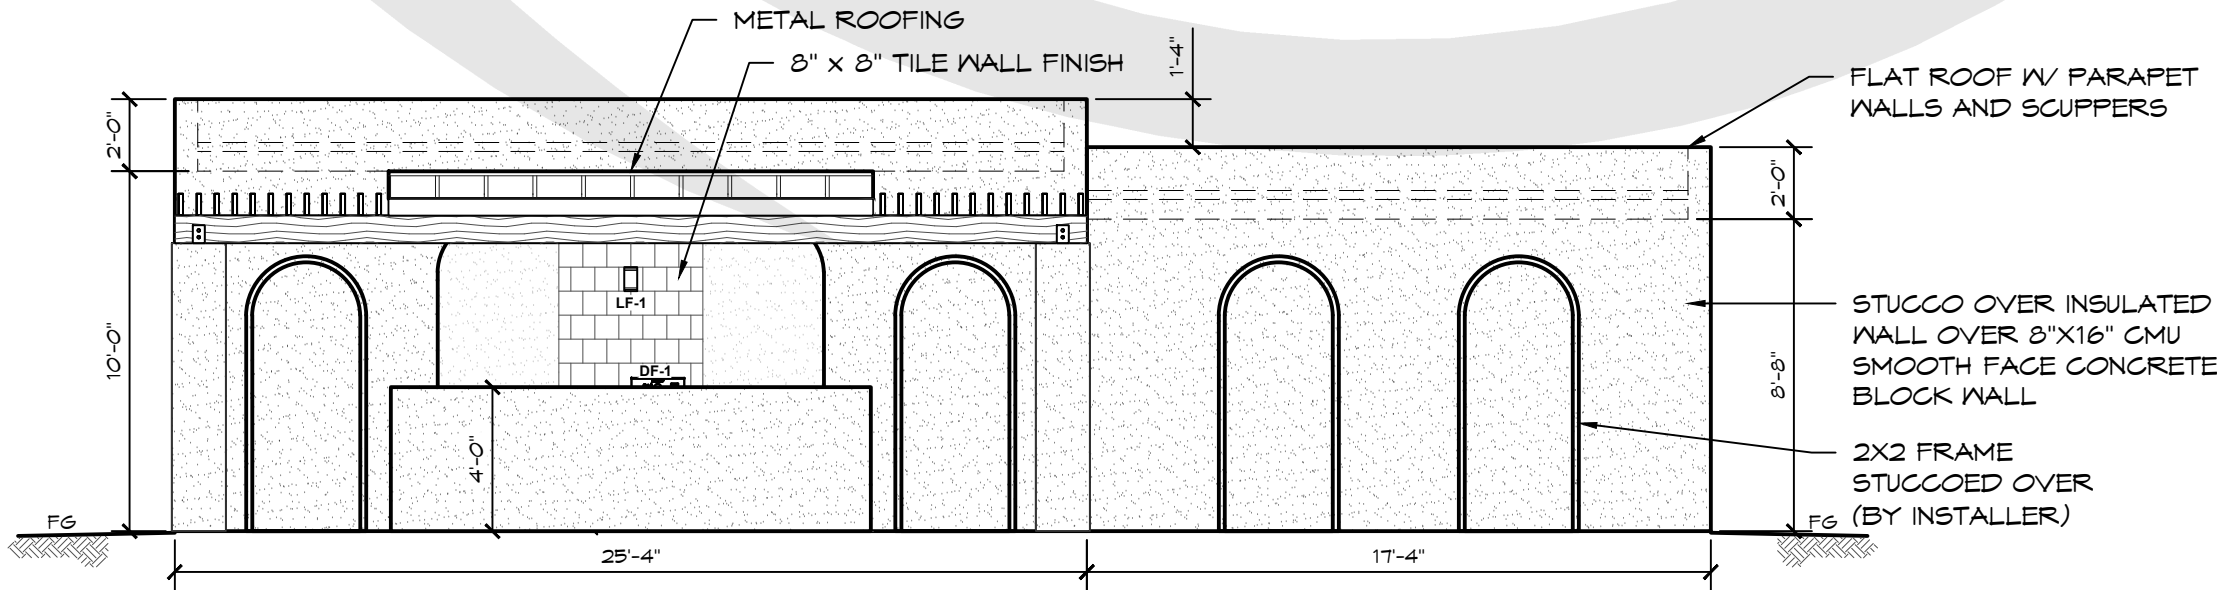 METAL ROOFING
8" X 8" TILE WALL FINISH
1'-4"
FLAT ROOF W/ PARAPET
WALLS AND SCUPPERS
2'-0"
2'-0"
10'-0"
LF-1
DF-1
4'-0"
STUCCO OVER INSULATED
WALL OVER 8"X16" CMU
SMOOTH FACE CONCRETE
BLOCK WALL
8'-8"
2X2 FRAME
STUCCOED OVER
(BY INSTALLER)
FG
FG
25'-4"
17'-4"